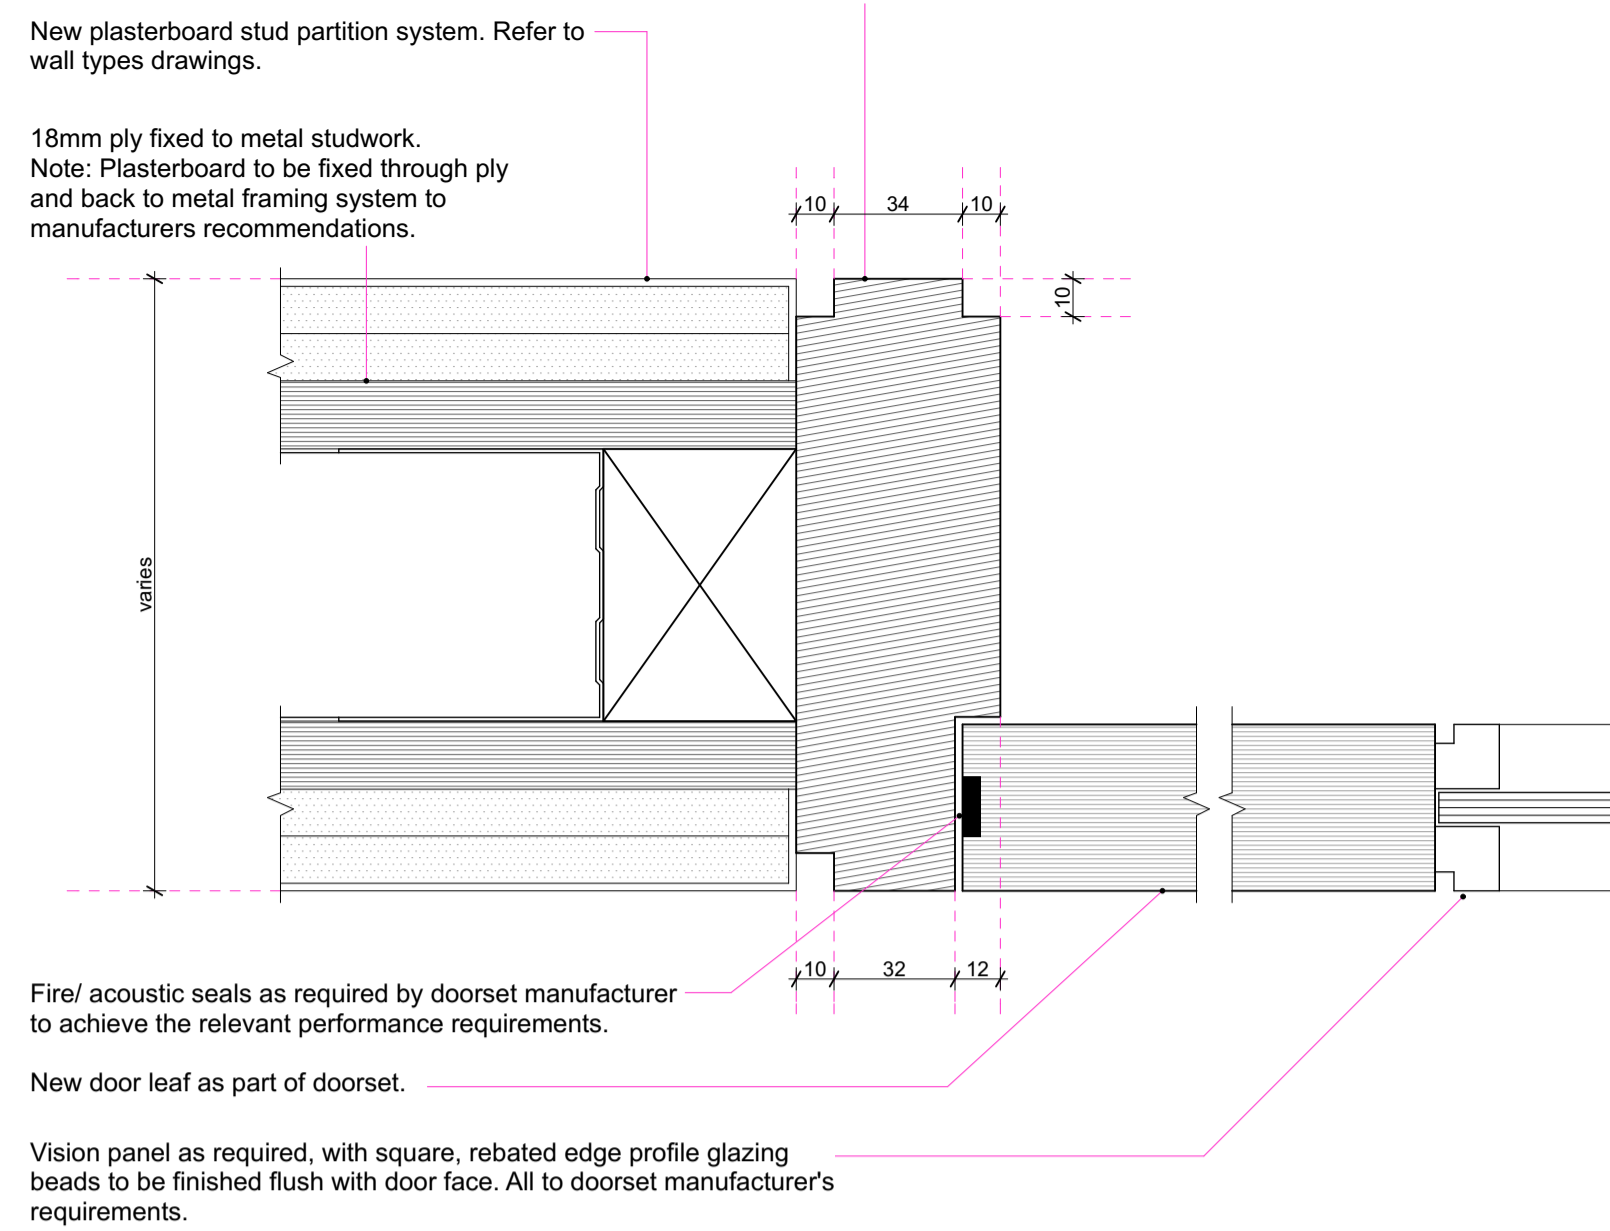 New plasterboard stud partition system. Refer to
wall types drawings.
18mm ply fixed to metal studwork.
Note: Plasterboard to be fixed through ply
and back to metal framing system to
manufacturers recommendations.
10 34 10
10
varies
10 32 12
Fire/ acoustic seals as required by doorset manufacturer
to achieve the relevant performance requirements.
New door leaf as part of doorset.
Vision panel as required, with square, rebated edge profile glazing
beads to be finished flush with door face. All to doorset manufacturer's
requirements.